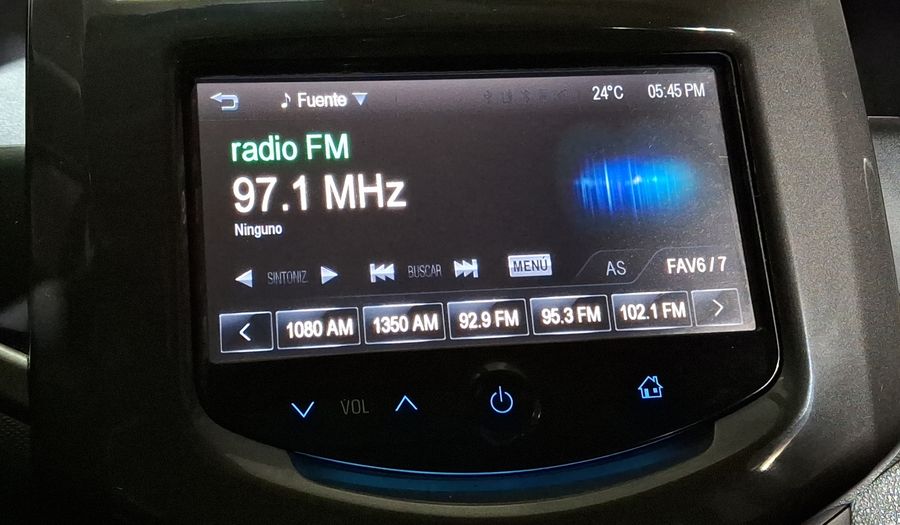 Fuente 24°C 05:45 PM
radio FM
97.1 MHz
Ninguno
SINTONIZ. BUSCAR MENÚ AS FAV6 / 7
1080 AM 1350 AM 92.9 FM 95.3 FM 102.1 FM
VOL